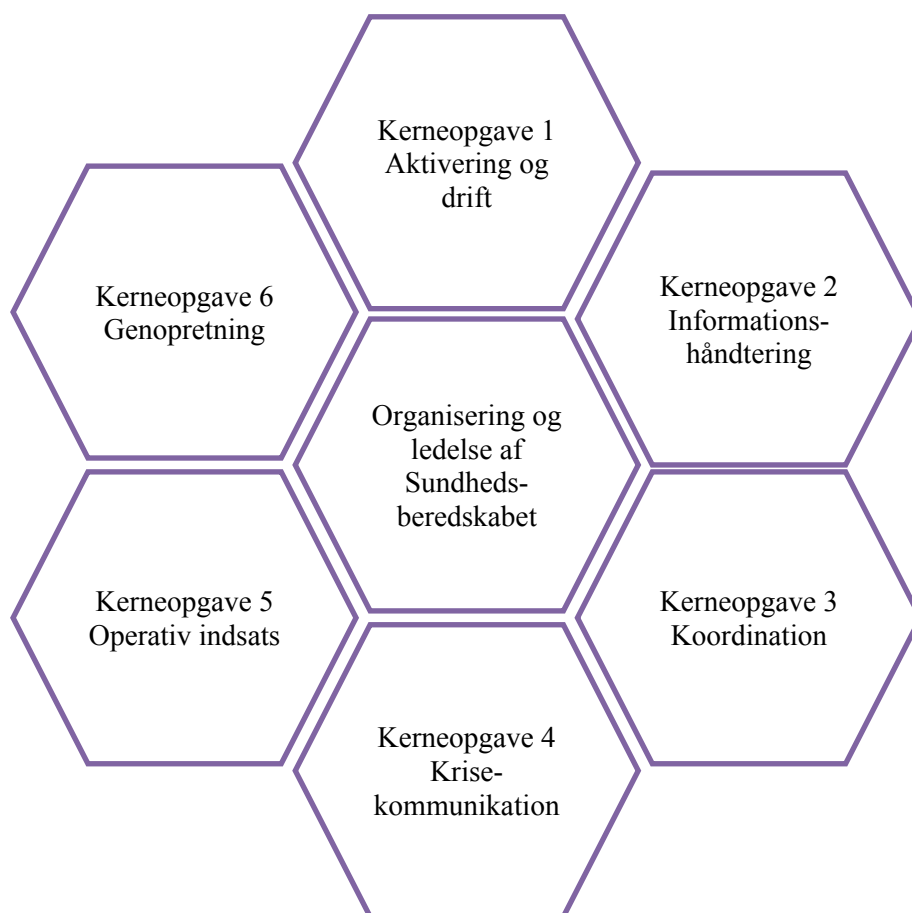 Kerneopgave 1
Aktivering og
drift
Kerneopgave 2
Informations-
håndtering
Kerneopgave 3
Koordination
Kerneopgave 4
Krise-
kommunikation
Kerneopgave 5
Operativ indsats
Kerneopgave 6
Genopretning
Organisering og
ledelse af
Sundheds-
beredskabet